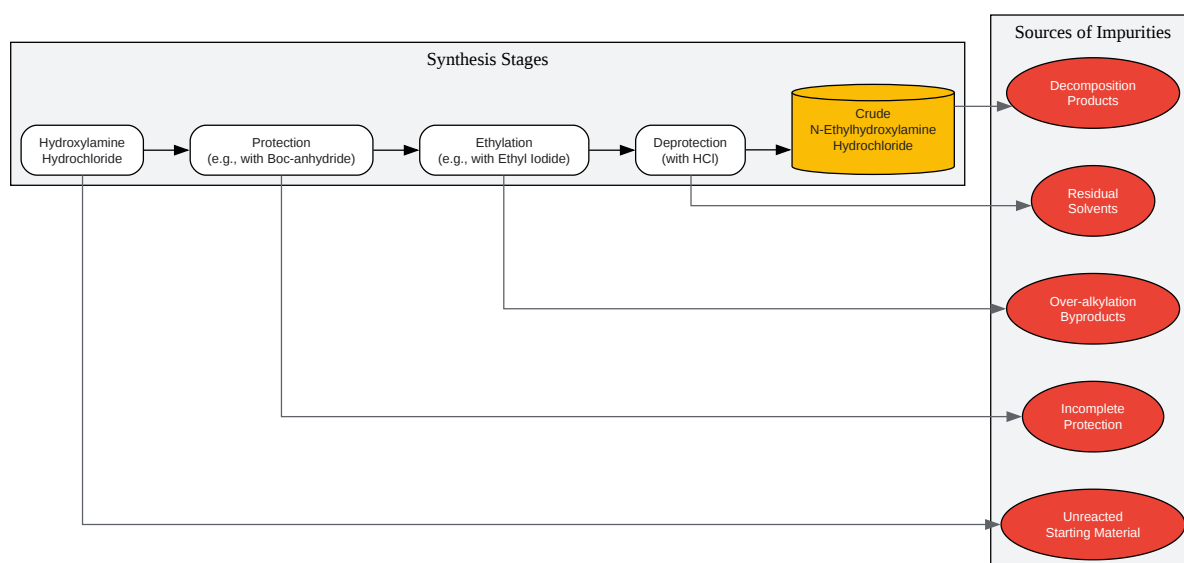 Synthesis Stages
Hydroxylamine
Hydrochloride
Protection
(e.g., with Boc-anhydride)
Ethylation
(e.g., with Ethyl Iodide)
Deprotection
(with HCl)
Crude
N-Ethylhydroxylamine
Hydrochloride
Sources of Impurities
Decomposition
Products
Residual
Solvents
Over-alkylation
Byproducts
Incomplete
Protection
Unreacted
Starting Material